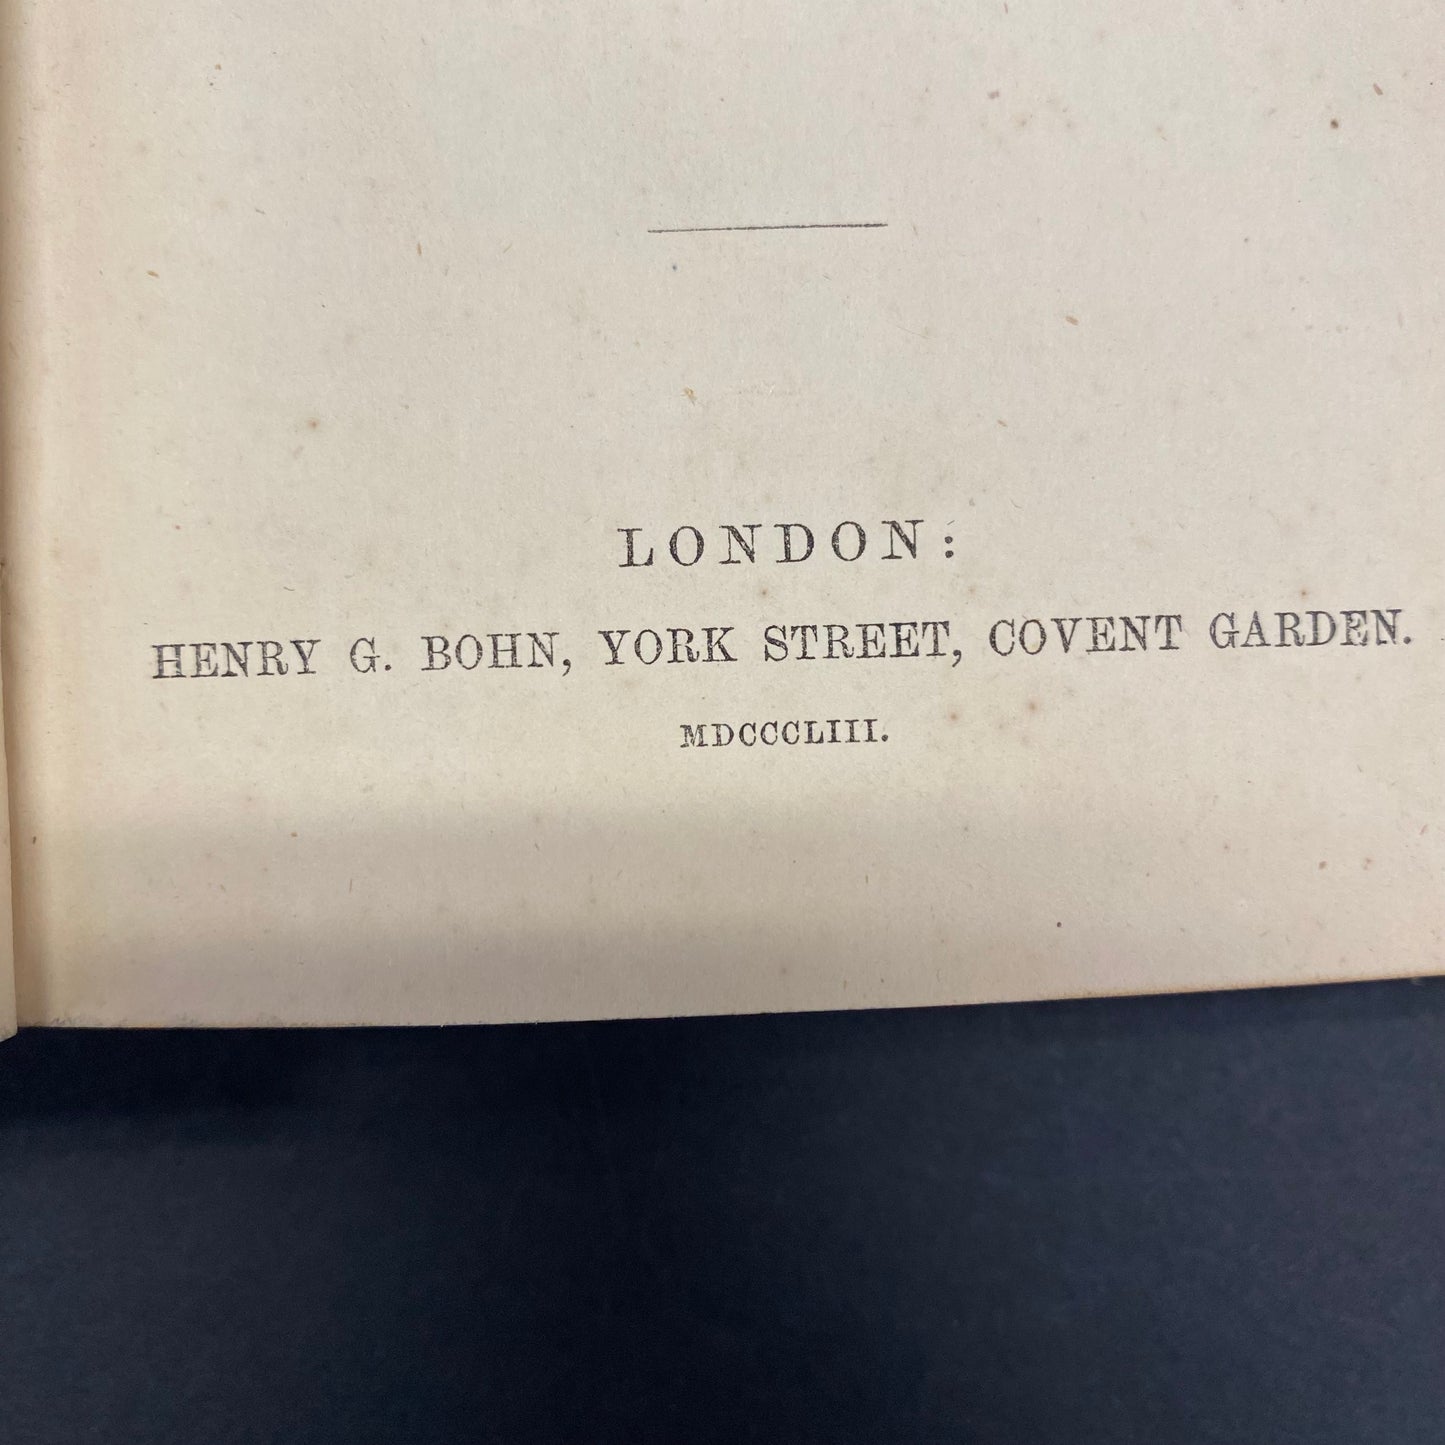 LONDON:
HENRY G. BOHN, YORK STREET, COVENT GARDEN.
MDCCCLIII.